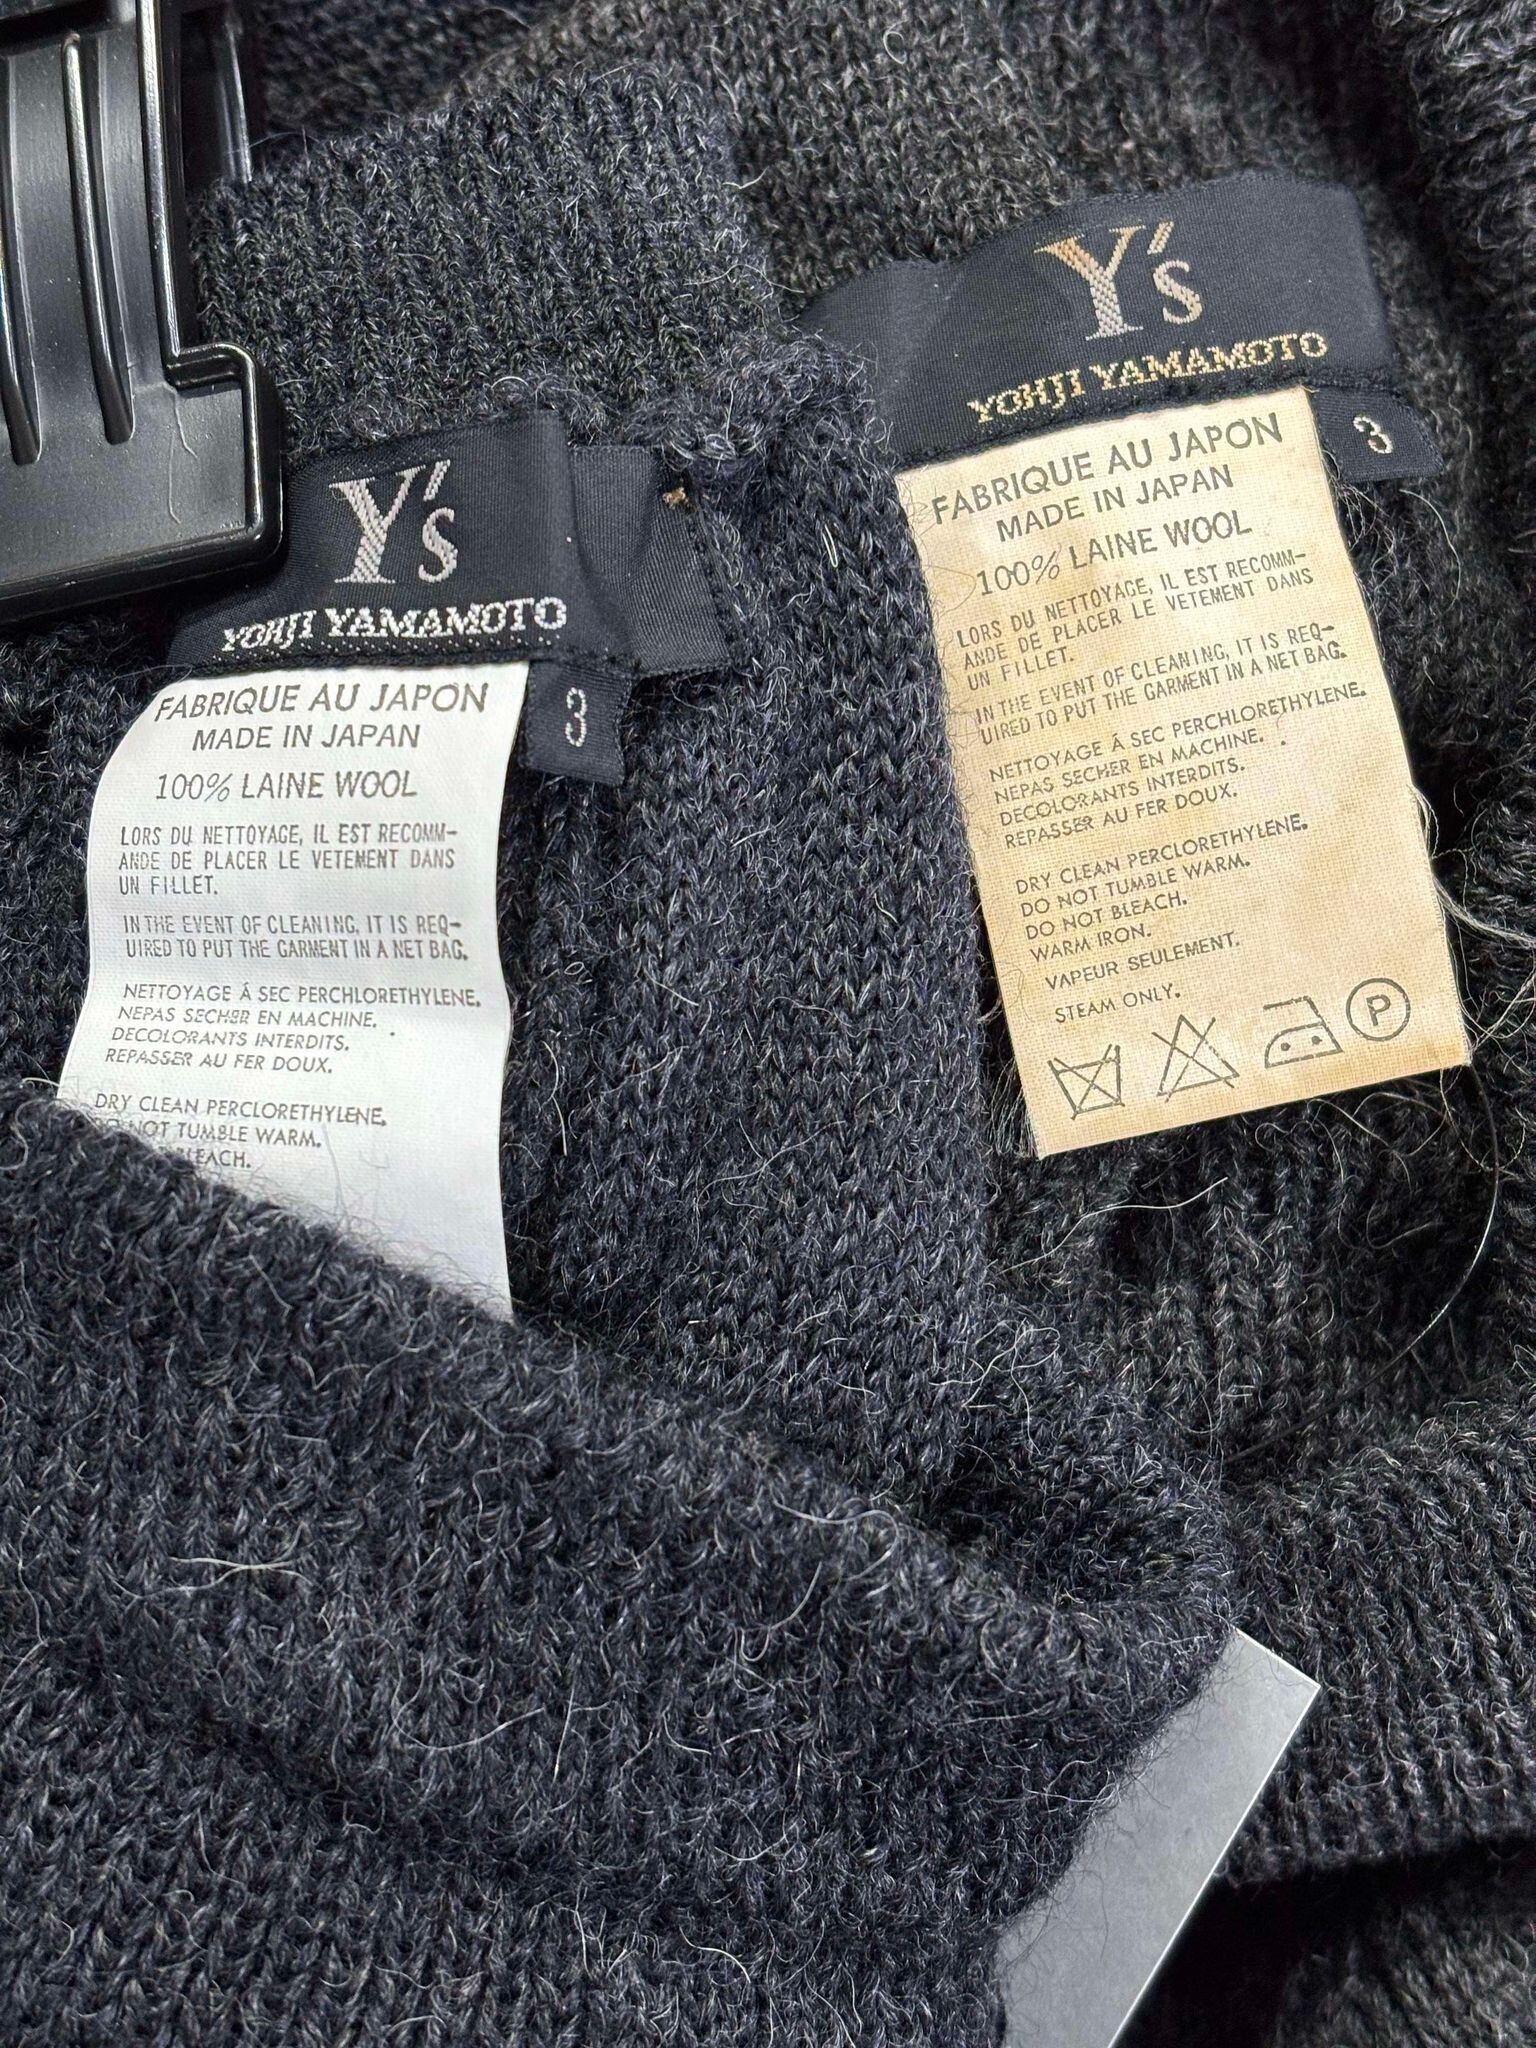 Y's
YOHJI YAMAMOTO
3
FABRIQUE AU JAPON
MADE IN JAPAN
100% LAINE WOOL
LORS DU NETTOYAGE, IL EST RECOMM-
ANDE DE PLACER LE VETEMENT DANS
UN FILLET.
IN THE EVENT OF CLEANING, IT IS REQ-
UIRED TO PUT THE GARMENT IN A NET BAG.
NETTOYAGE Á SEC PERCHLORETHYLENE.
NEPAS SECHER EN MACHINE.
DECOLORANTS INTERDITS.
REPASSER AU FER DOUX.
DRY CLEAN PERCLORETHYLENE.
NOT TUMBLE WARM.
Y's
YOHJI YAMAMOTO
3
FABRIQUE AU JAPON
MADE IN JAPAN
100% LAINE WOOL
LORS DU NETTOYAGE, IL EST RECOMM-
ANDE DE PLACER LE VETEMENT DANS
UN FILLET.
IN THE EVENT OF CLEANING, IT IS REQ-
UIRED TO PUT THE GARMENT IN A NET BAG.
NETTOYAGE Á SEC PERCHLORETHYLENE.
NEPAS SECHER EN MACHINE.
DECOLORANTS INTERDITS.
REPASSER AU FER DOUX.
DRY CLEAN PERCLORETHYLENE.
DO NOT TUMBLE WARM.
DO NOT BLEACH.
WARM IRON.
VAPEUR SEULEMENT.
STEAM ONLY.
P